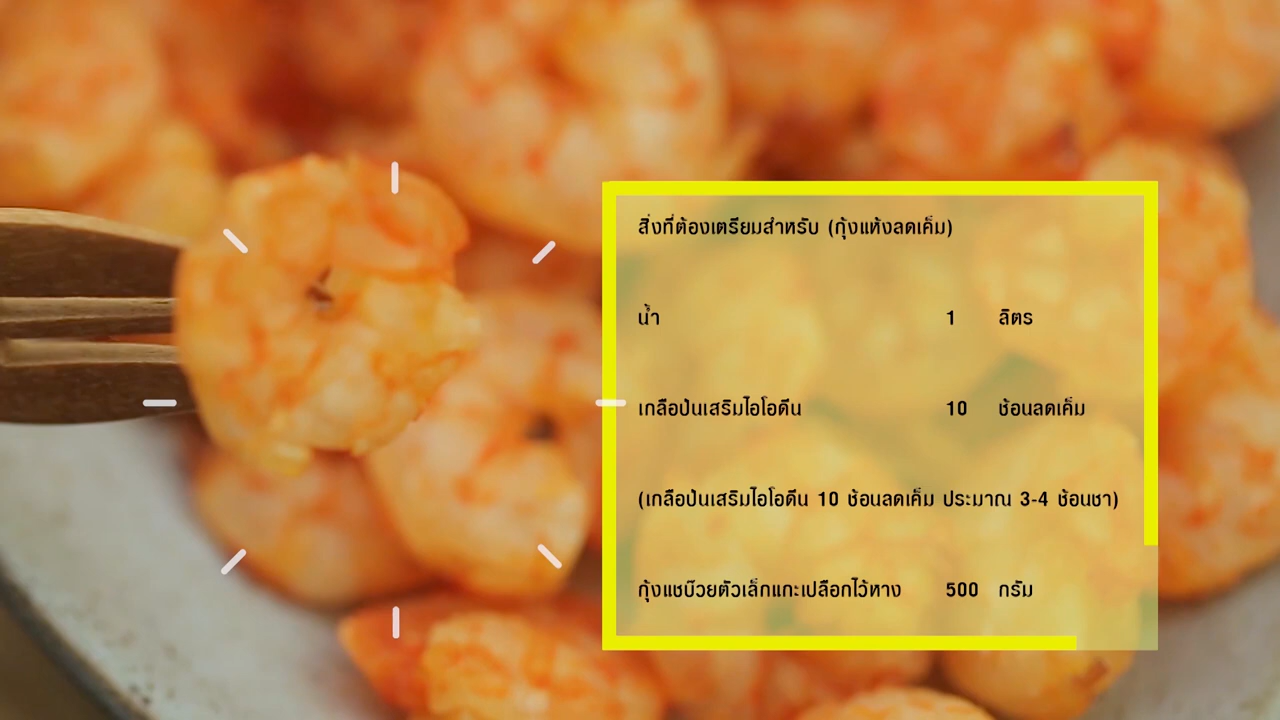 สิ่งที่ต้องเตรียมสำหรับ (กุ้งแห้งลดเค็ม)
น้ำ 1 ลิตร
เกลือป่นเสริมไอโอดีน 10 ช้อนลดเค็ม
(เกลือป่นเสริมไอโอดีน 10 ช้อนลดเค็ม ประมาณ 3-4 ช้อนชา)
กุ้งแชบ๊วยตัวเล็กแกะเปลือกไว้หาง 500 กรัม